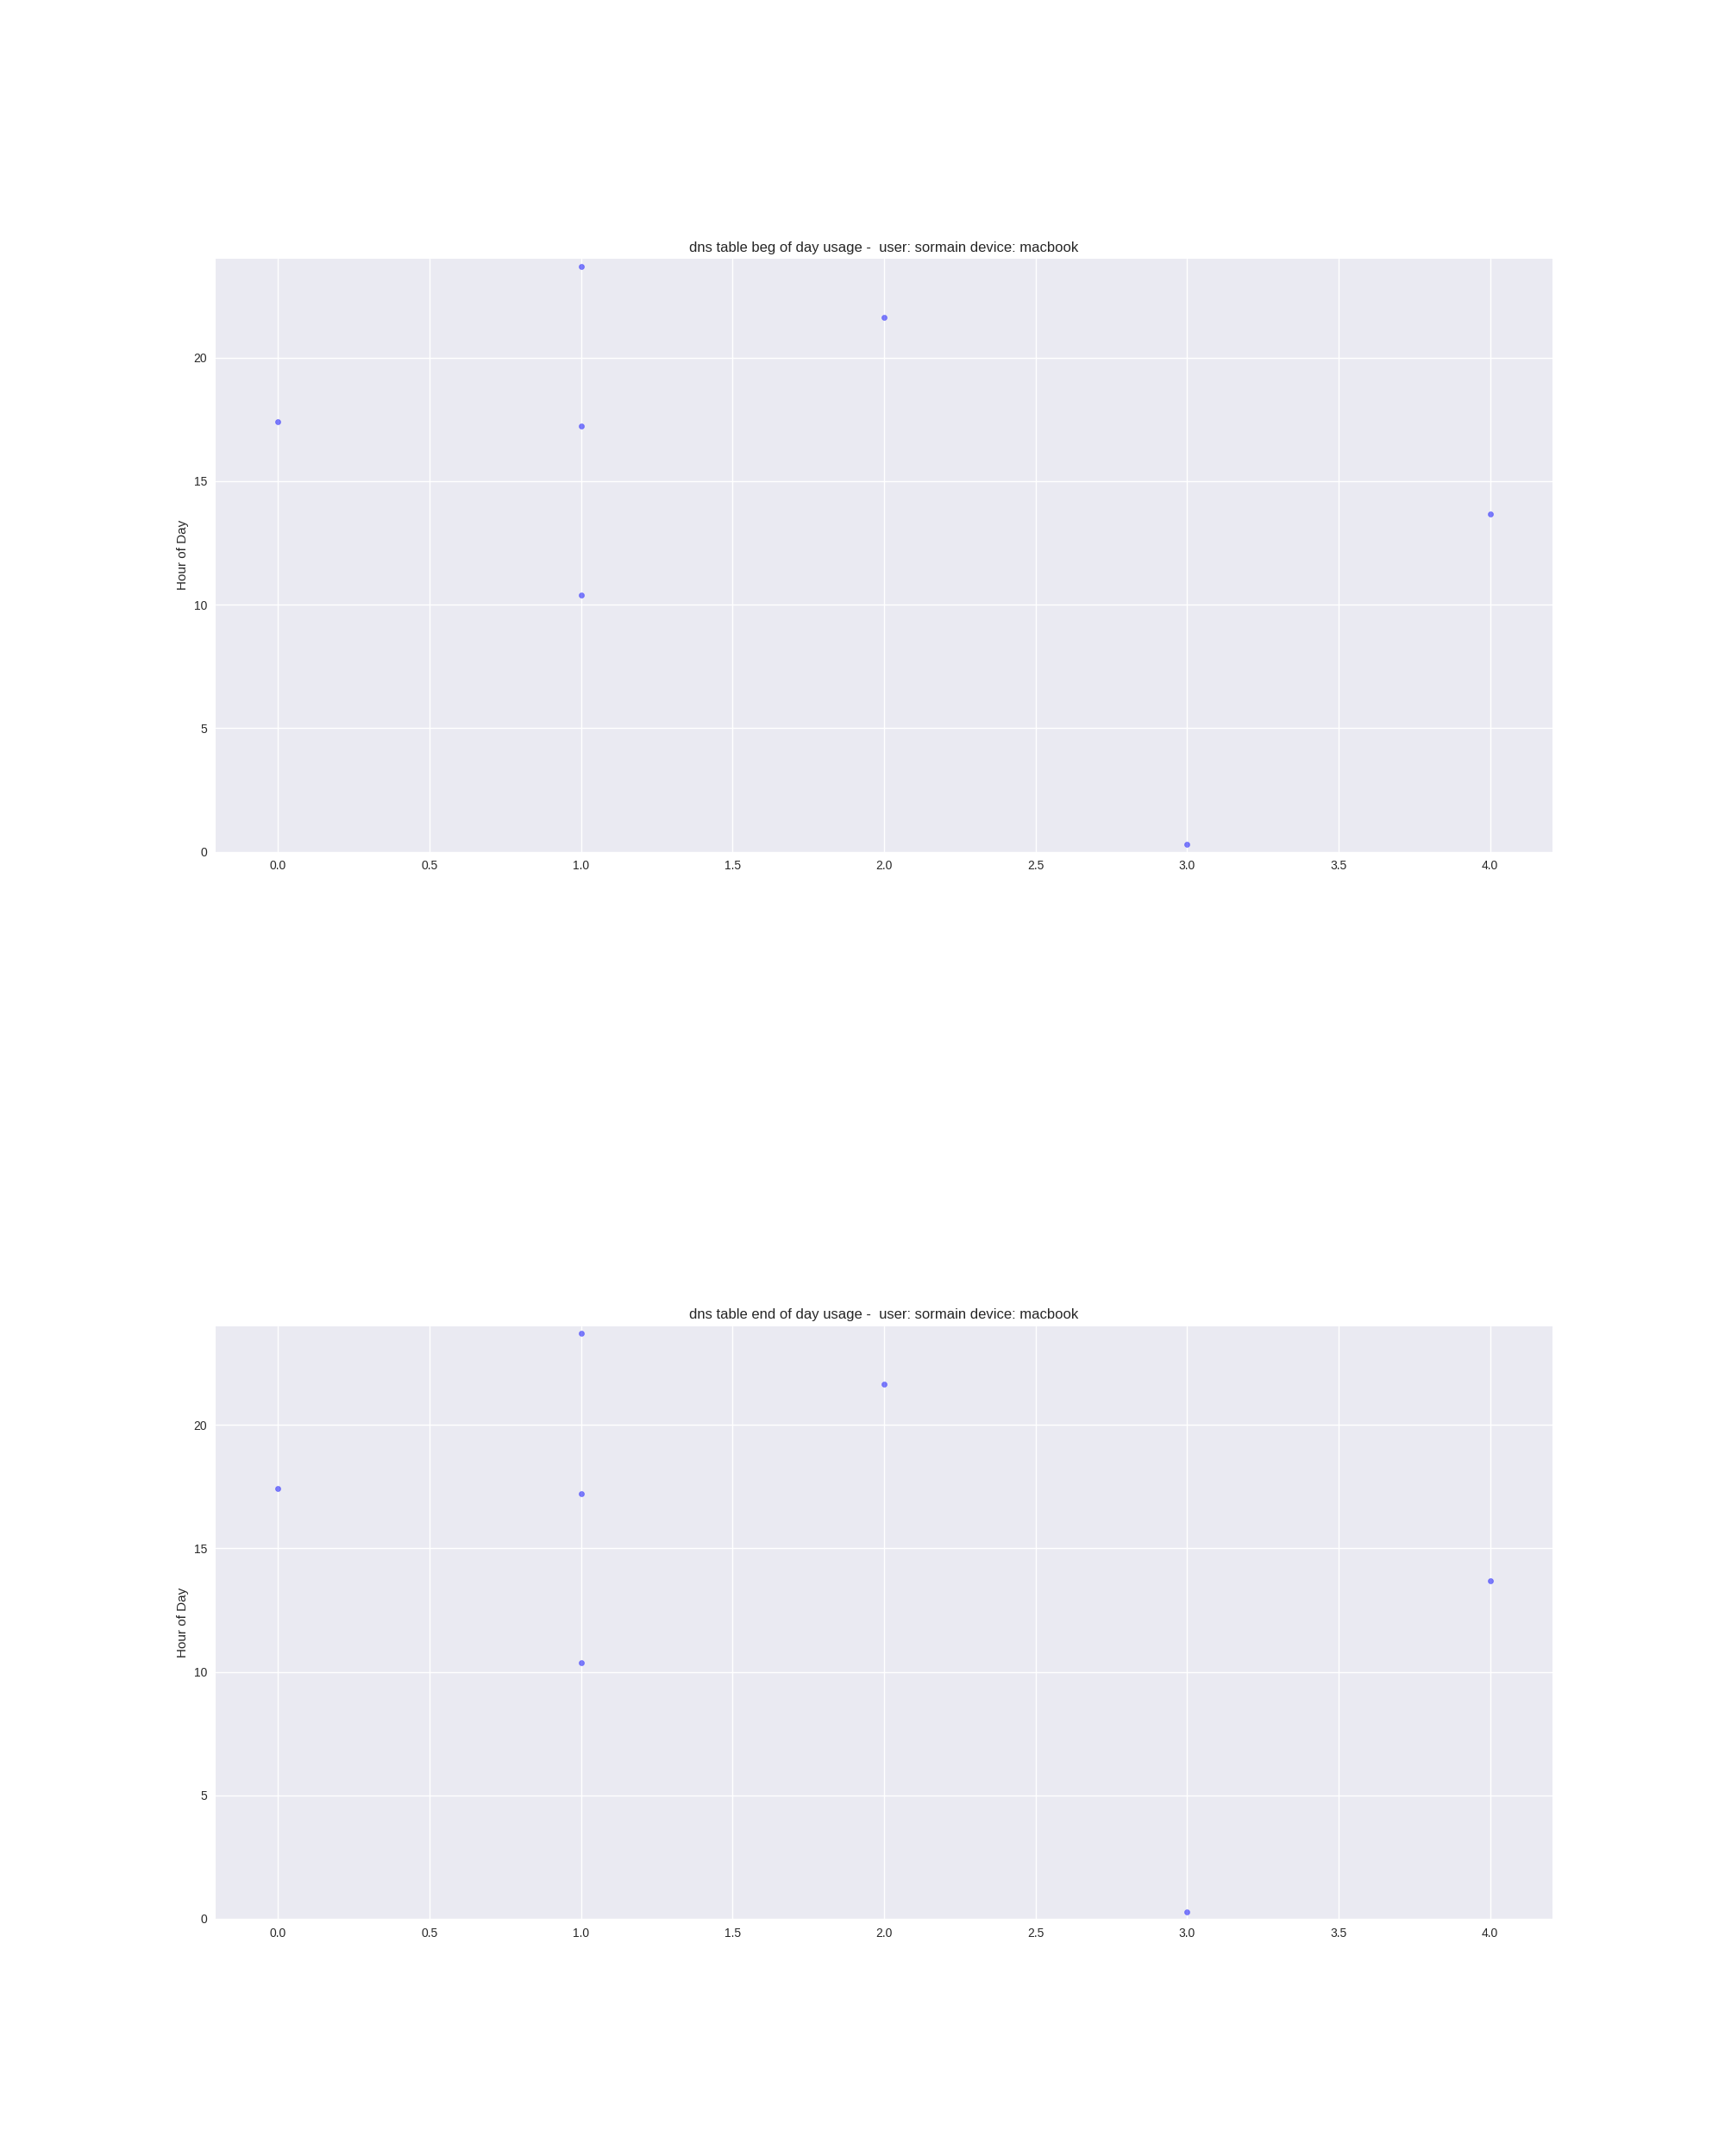 dns table beg of day usage -  user: sormain device: macbook
20
15
Hour of Day
10
5
0
0.0 0.5 1.0 1.5 2.0 2.5 3.0 3.5 4.0
dns table end of day usage -  user: sormain device: macbook
20
15
Hour of Day
10
5
0
0.0 0.5 1.0 1.5 2.0 2.5 3.0 3.5 4.0